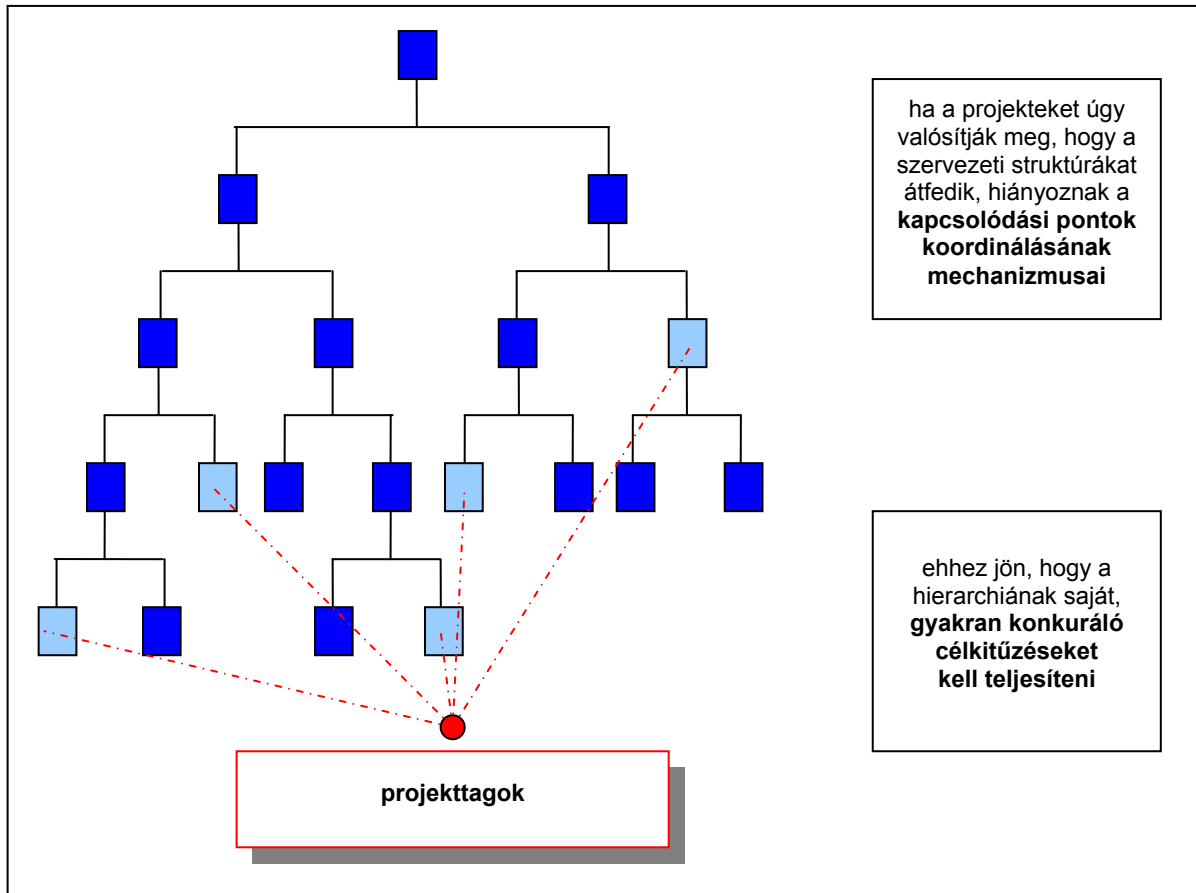 ha a projekteket úgy
valósítják meg, hogy a
szervezeti struktúrákat
átfedik, hiányoznak a
kapcsolódási pontok
koordinálásának
mechanizmusai
ehhez jön, hogy a
hierarchiának saját,
gyakran konkuráló
célkitűzéseket
kell teljesíteni
projekttagok